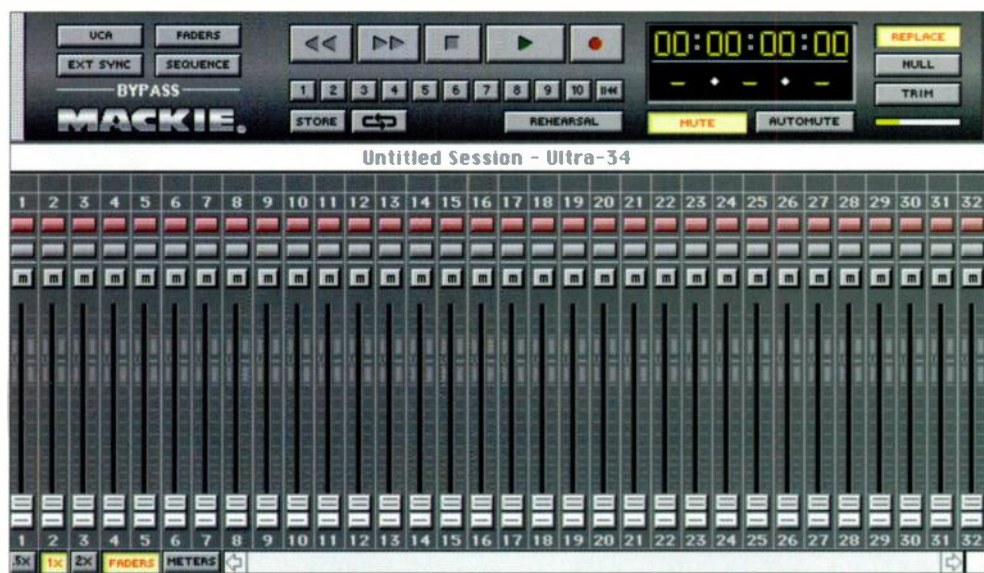 UCA FADERS
EXT SYNC SEQUENCE
BYPASS
MACKIE.
1 2 3 4 5 6 7 8 9 10
STORE REHEARSAL
00:00:00:00
MUTE AUTOMUTE
REPLACE
NULL
TRIM
Untitled Session - Ultra-34
1 2 3 4 5 6 7 8 9 10 11 12 13 14 15 16 17 18 19 20 21 22 23 24 25 26 27 28 29 30 31 32
m m m m m m m m m m m m m m m m m m m m m m m m m m m m m m m m
1 2 3 4 5 6 7 8 9 10 11 12 13 14 15 16 17 18 19 20 21 22 23 24 25 26 27 28 29 30 31 32
.5X 1X 2X FADERS METERS